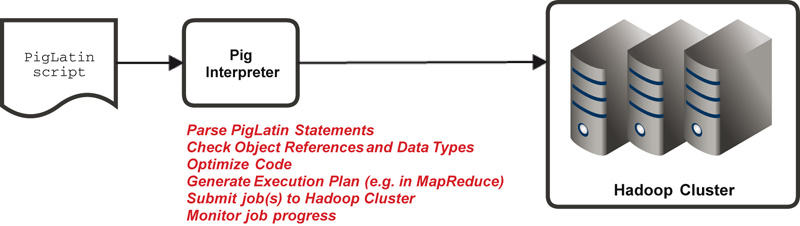 PigLatin
script
Pig
Interpreter
Parse PigLatin Statements
Check Object References and Data Types
Optimize Code
Generate Execution Plan (e.g. in MapReduce)
Submit job(s) to Hadoop Cluster
Monitor job progress
Hadoop Cluster